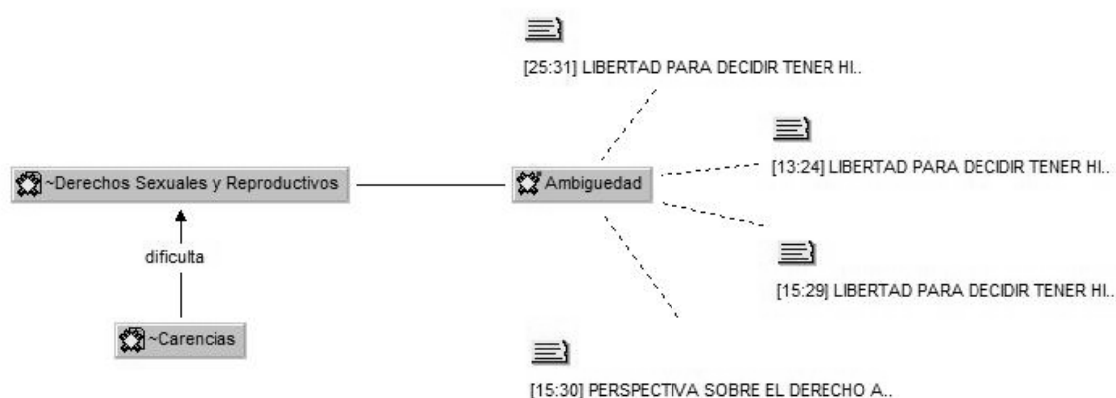 [25:31] LIBERTAD PARA DECIDIR TENER HI..
[13:24] LIBERTAD PARA DECIDIR TENER HI..
~Derechos Sexuales y Reproductivos
Ambiguedad
dificulta
[15:29] LIBERTAD PARA DECIDIR TENER HI..
~Carencias
[15:30] PERSPECTIVA SOBRE EL DERECHO A..